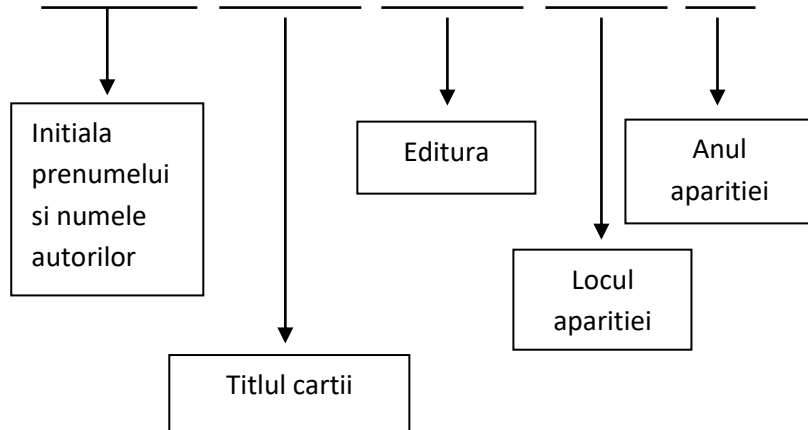 Initiala
prenumelui
si numele
autorilor
Editura
Anul
aparitiei
Locul
aparitiei
Titlul cartii